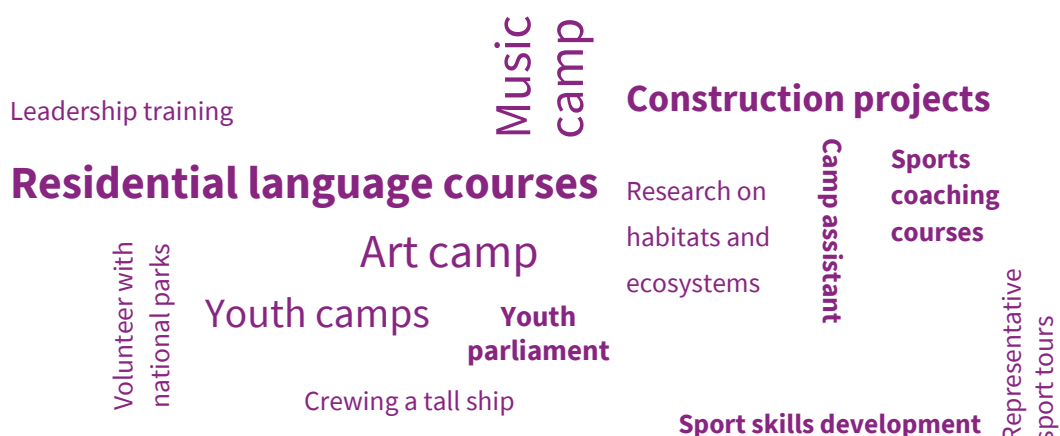 Music
camp
Leadership training
Construction projects
Residential language courses
Camp assistant
Sports
coaching
courses
Research on
habitats and
ecosystems
Art camp
Volunteer with
national parks
Youth camps
Youth
parliament
Crewing a tall ship
Sport skills development
Representative
sport tours